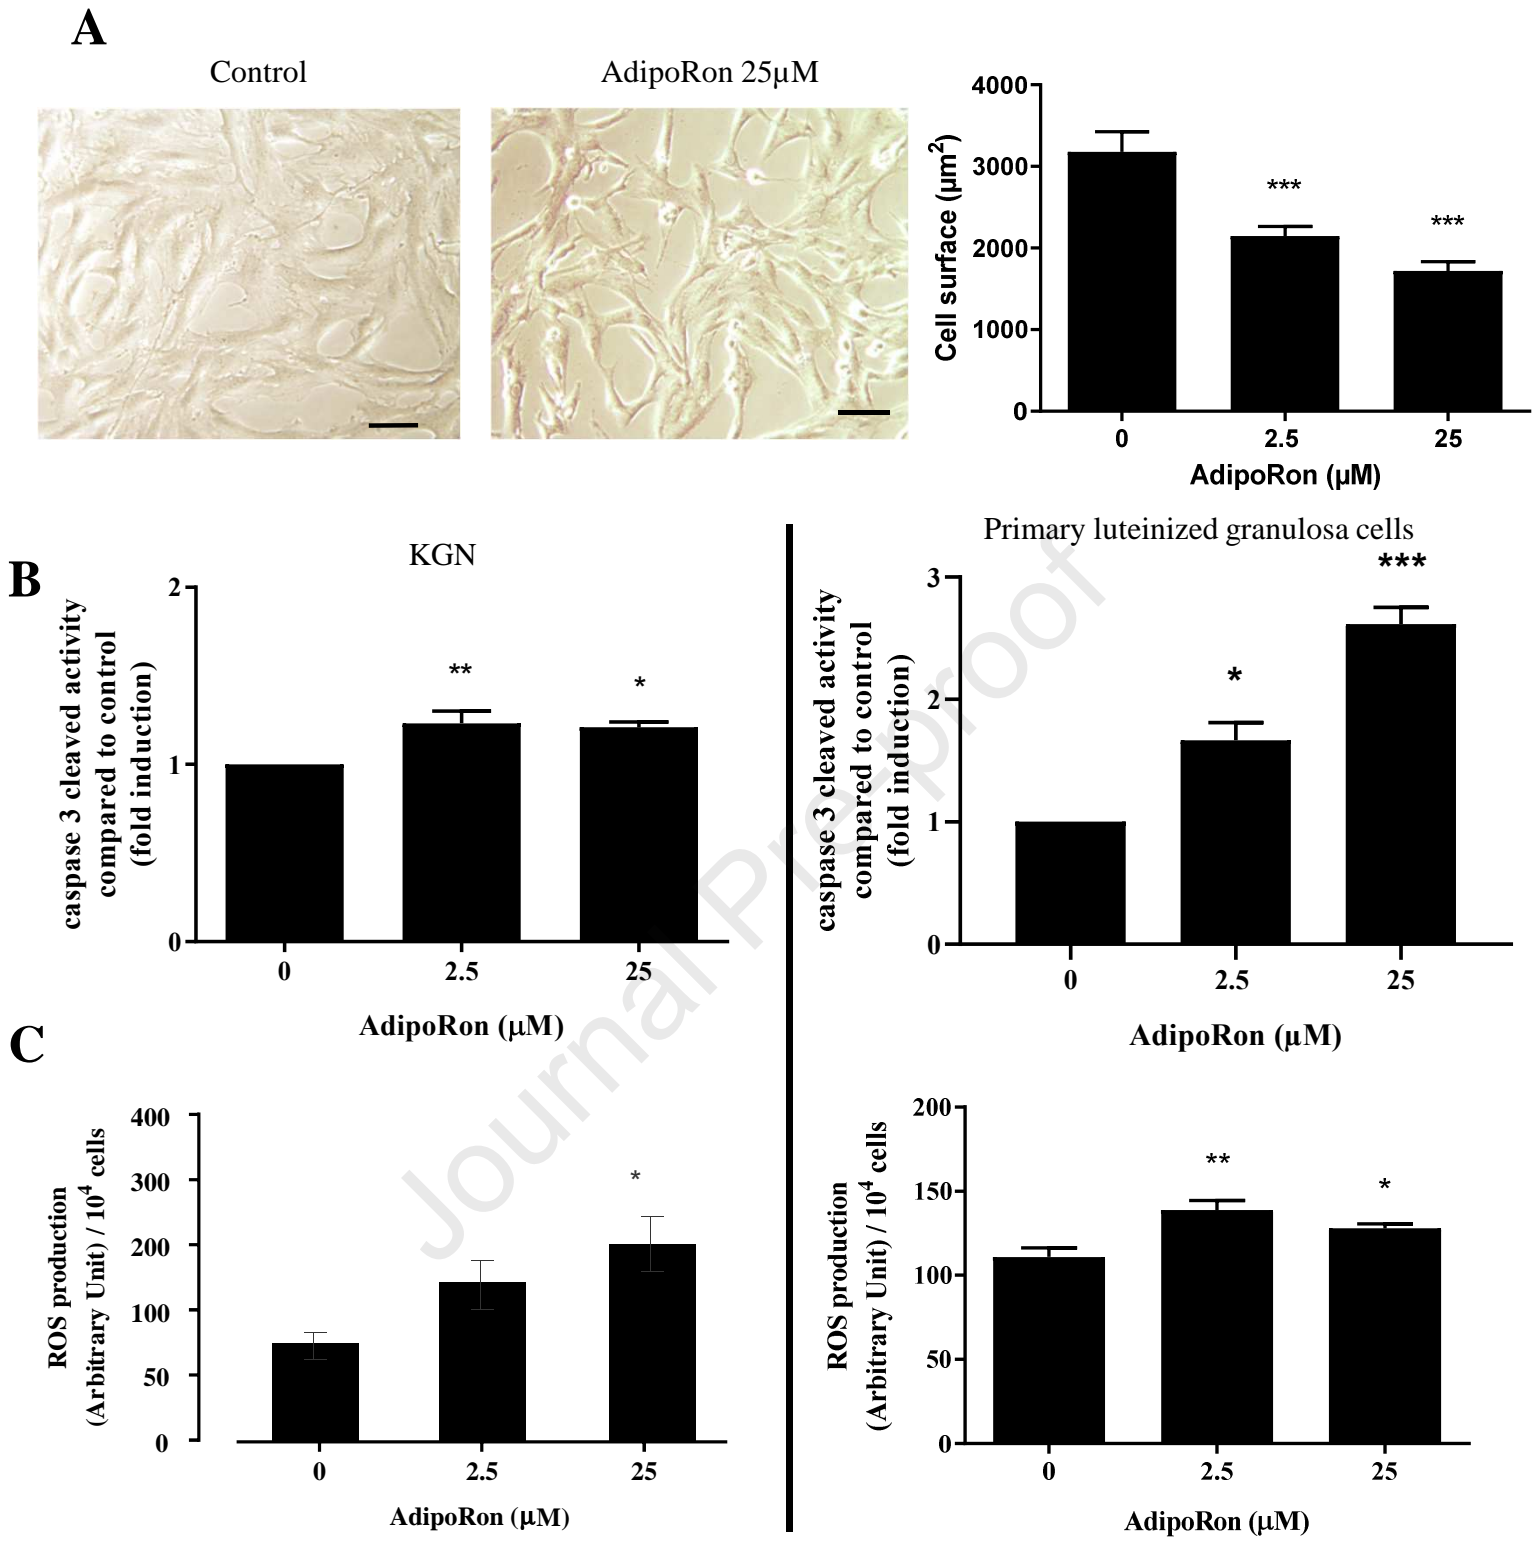 A
Control
AdipoRon 25µM
4000
3000
2000
1000
0
Cell surface (µm²)
***
***
0
2.5
25
AdipoRon (µM)
B
KGN
caspase 3 cleaved activity
compared to control
(fold induction)
2
1
0
**
*
0
2.5
25
AdipoRon (µM)
Primary luteinized granulosa cells
caspase 3 cleaved activity
compared to control
(fold induction)
3
2
1
0
*
***
0
2.5
25
AdipoRon (µM)
C
ROS production
(Arbitrary Unit) / 10⁴ cells
400
300
200
100
50
0
*
0
2.5
25
AdipoRon (µM)
ROS production
(Arbitrary Unit) / 10⁴ cells
200
150
100
50
0
**
*
0
2.5
25
AdipoRon (µM)
Journal Pre-proof